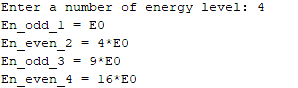 Enter a number of energy level: 4
En_odd_1 = E0
En_even_2 = 4*E0
En_odd_3 = 9*E0
En_even_4 = 16*E0